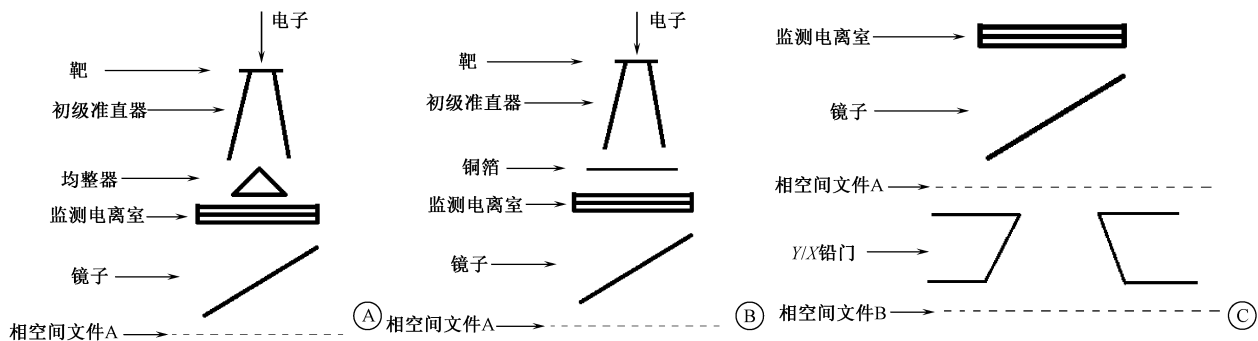 电子
靶
初级准直器
均整器
监测电离室
镜子
相空间文件A
A
电子
靶
初级准直器
铜箔
监测电离室
镜子
相空间文件A
B
监测电离室
镜子
相空间文件A
Y/X铅门
相空间文件B
C